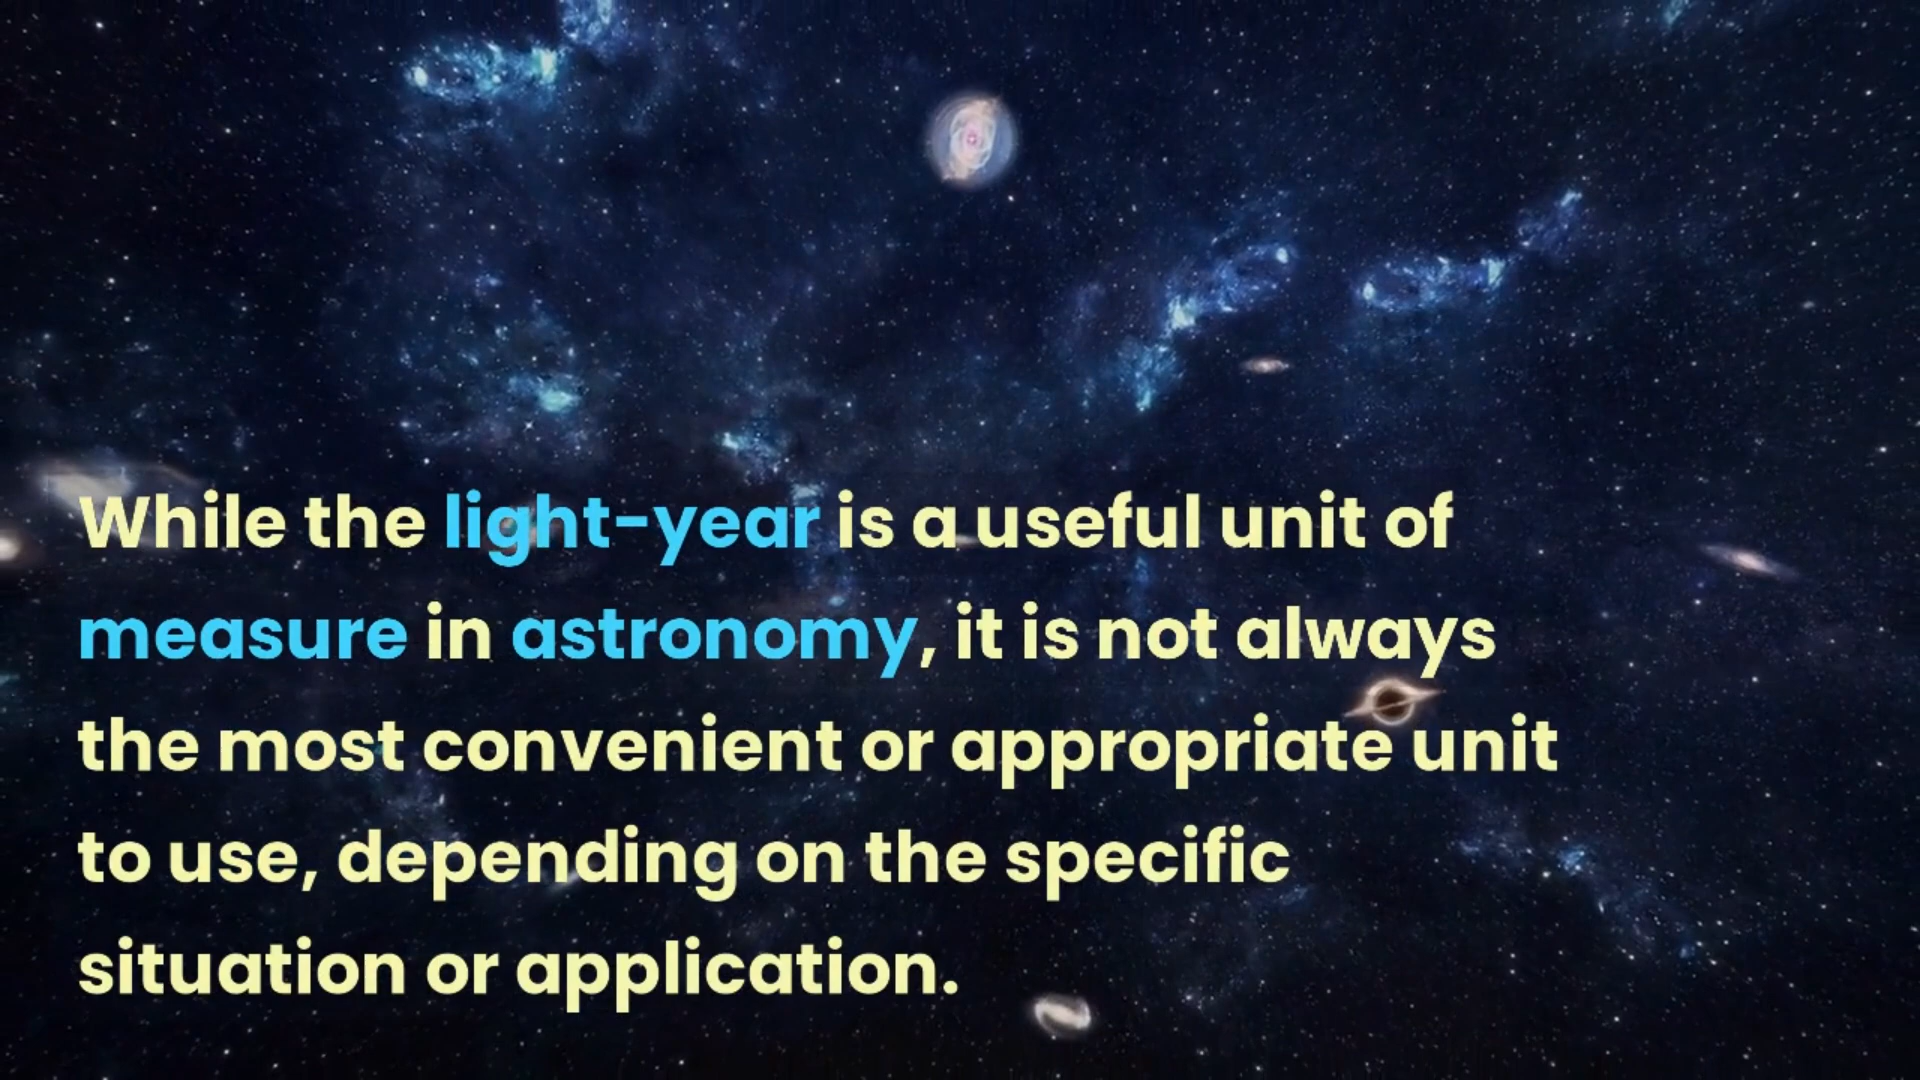 While the light-year is a useful unit of
measure in astronomy, it is not always
the most convenient or appropriate unit
to use, depending on the specific
situation or application.